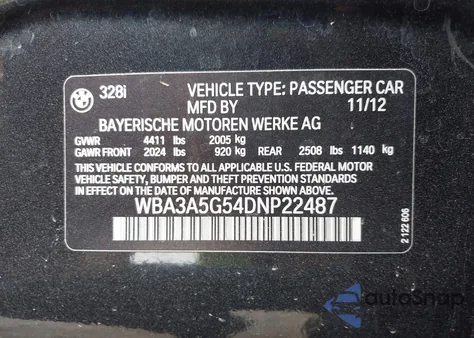 328i VEHICLE TYPE: PASSENGER CAR
MFD BY 11/12
BAYERISCHE MOTOREN WERKE AG
GVWR 4411 lbs 2005 kg
GAWR FRONT 2024 lbs 920 kg REAR 2508 lbs 1140 kg
THIS VEHICLE CONFORMS TO ALL APPLICABLE U.S. FEDERAL MOTOR
VEHICLE SAFETY, BUMPER AND THEFT PREVENTION STANDARDS
IN EFFECT ON THE DATE OF MANUFACTURE SHOWN ABOVE.
WBA3A5G54DNP22487
2 122 606
autoSnap